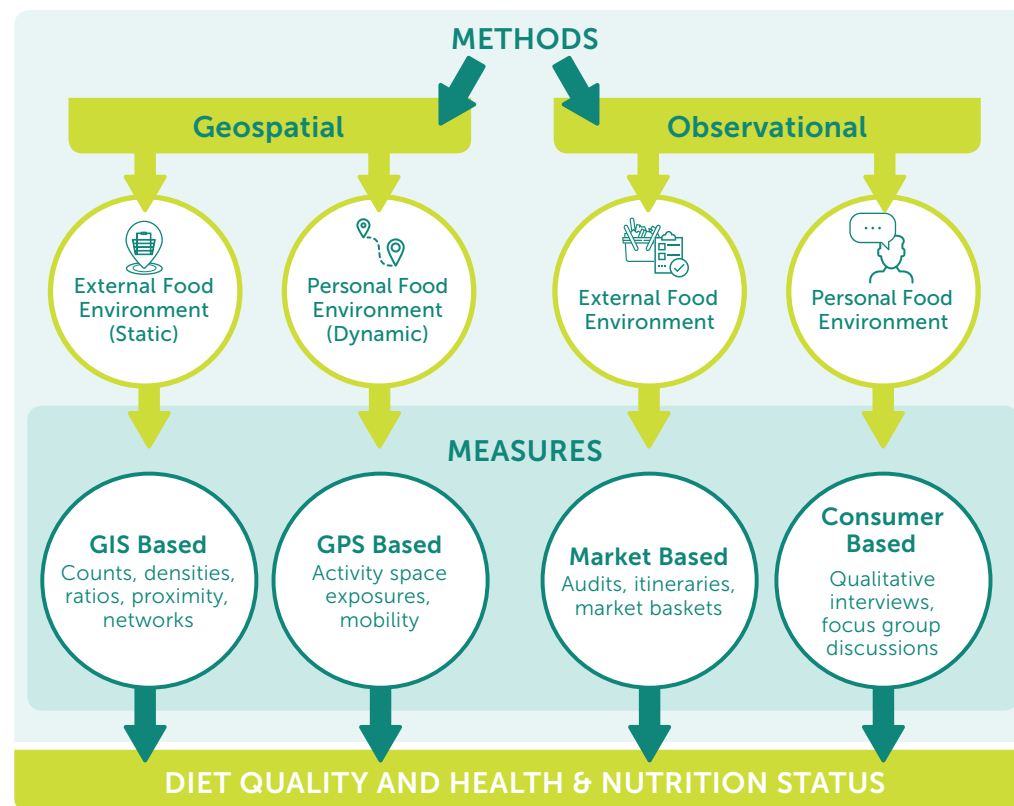 METHODS
Geospatial
Observational
External Food
Environment
(Static)
Personal Food
Environment
(Dynamic)
External Food
Environment
Personal Food
Environment
MEASURES
GIS Based
Counts, densities,
ratios, proximity,
networks
GPS Based
Activity space
exposures,
mobility
Market Based
Audits, itineraries,
market baskets
Consumer
Based
Qualitative
interviews,
focus group
discussions
DIET QUALITY AND HEALTH & NUTRITION STATUS